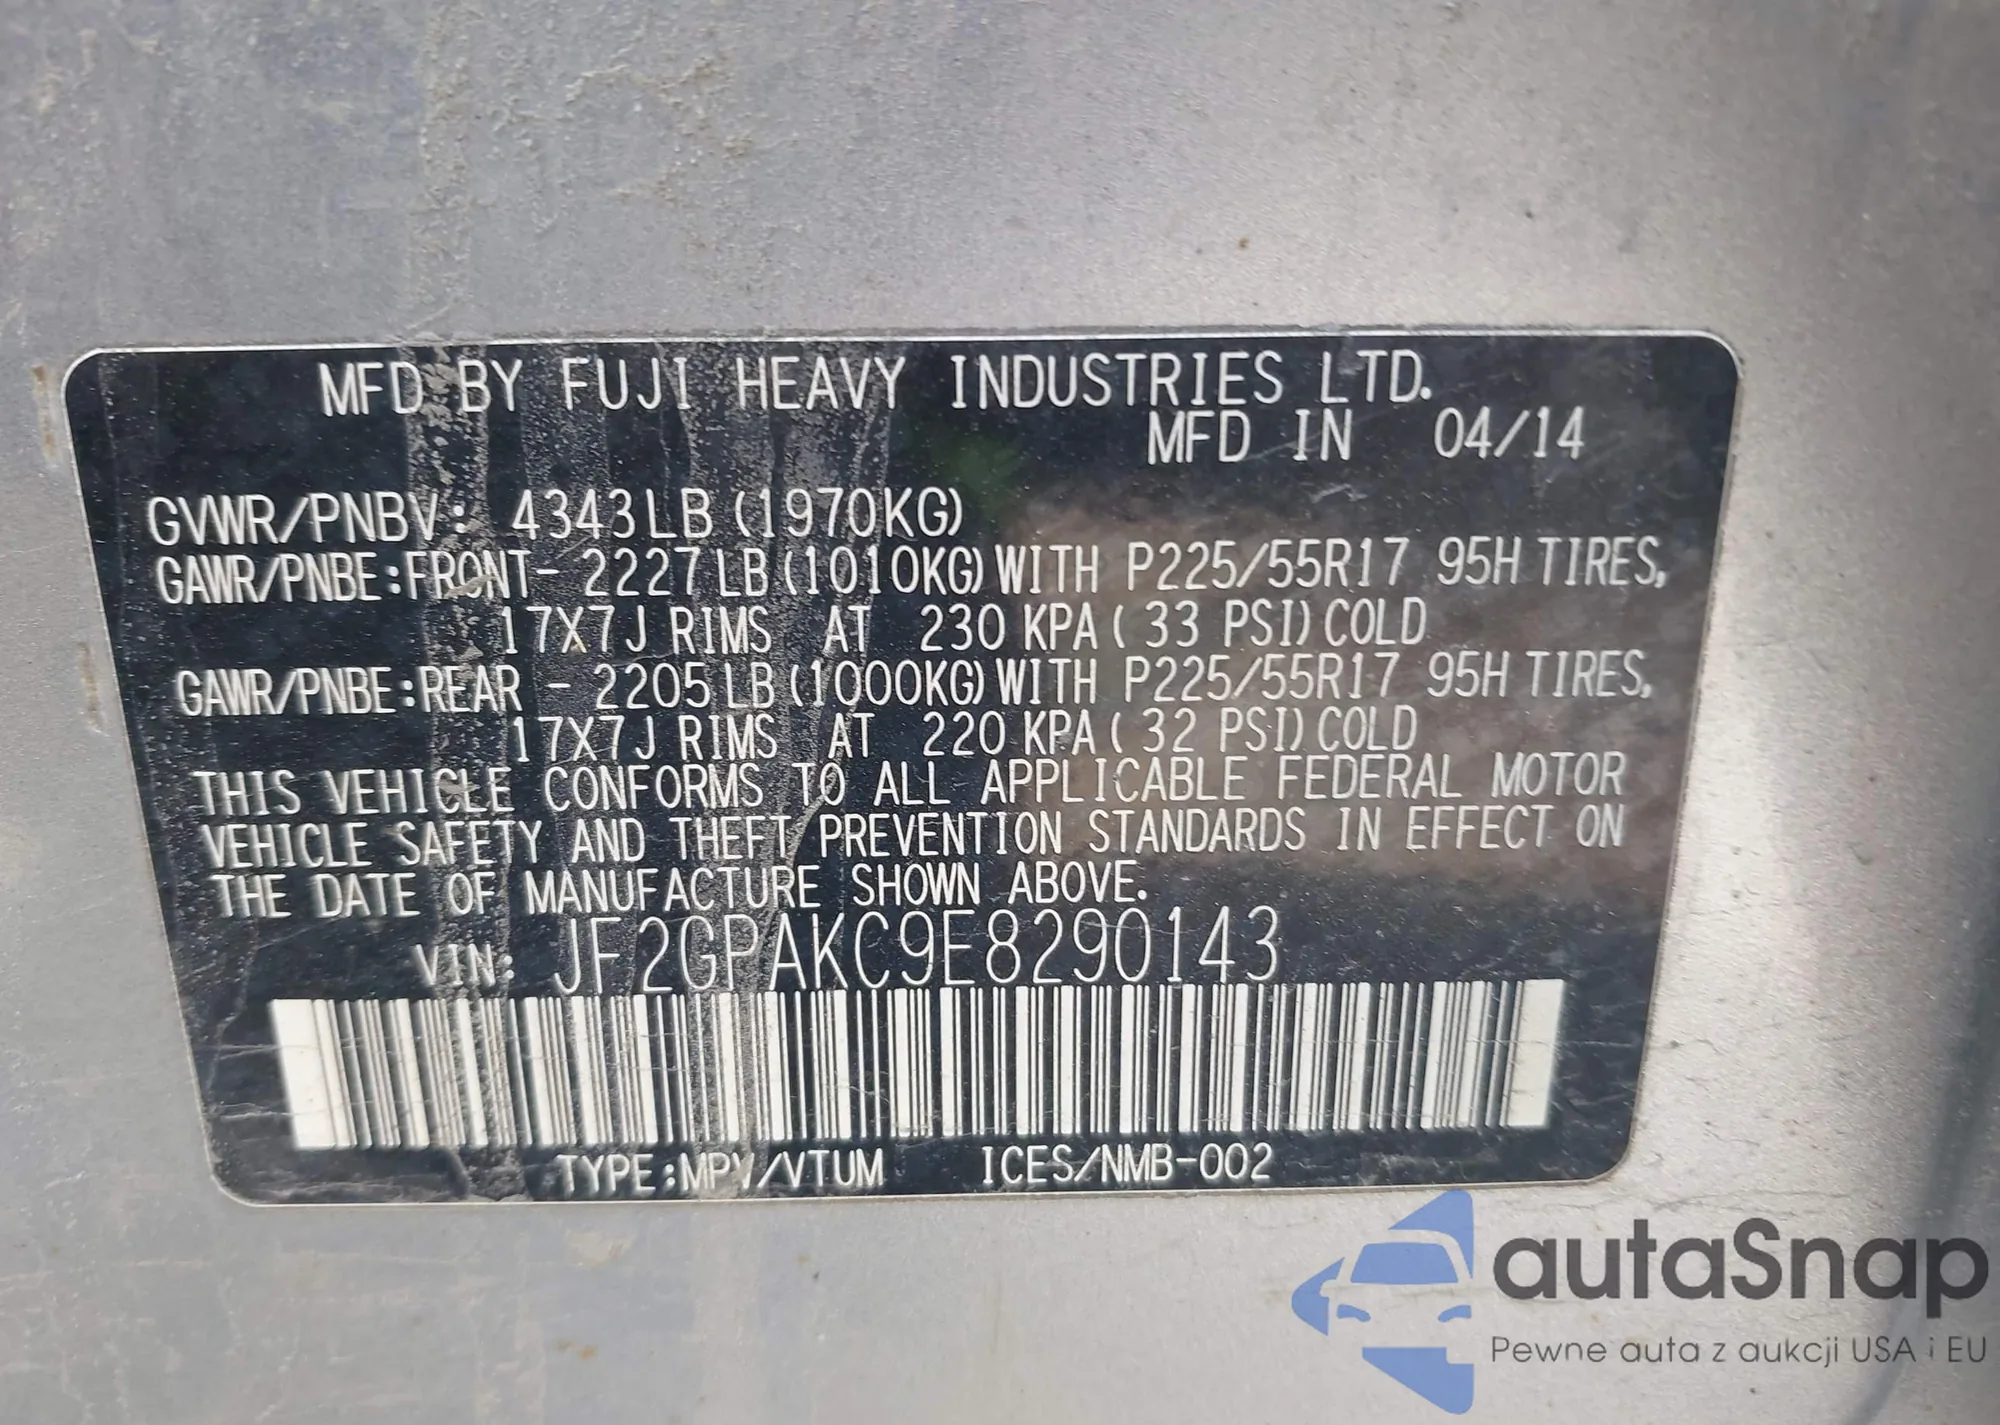 MFD BY FUJI HEAVY INDUSTRIES LTD.
MFD IN 04/14
GVWR/PNBV: 4343LB (1970KG)
GAWR/PNBE:FRONT- 2227LB(1010KG)WITH P225/55R17 95H TIRES,
17X7J RIMS AT 230 KPA( 33 PSI)COLD
GAWR/PNBE:REAR - 2205LB(1000KG)WITH P225/55R17 95H TIRES,
17X7J RIMS AT 220 KPA( 32 PSI)COLD
THIS VEHICLE CONFORMS TO ALL APPLICABLE FEDERAL MOTOR
VEHICLE SAFETY AND THEFT PREVENTION STANDARDS IN EFFECT ON
THE DATE OF MANUFACTURE SHOWN ABOVE.
VIN: JF2GPAKC9E8290143
TYPE:MPV/VTUM ICES/NMB-002
autaSnap
Pewne auta z aukcji USA i EU